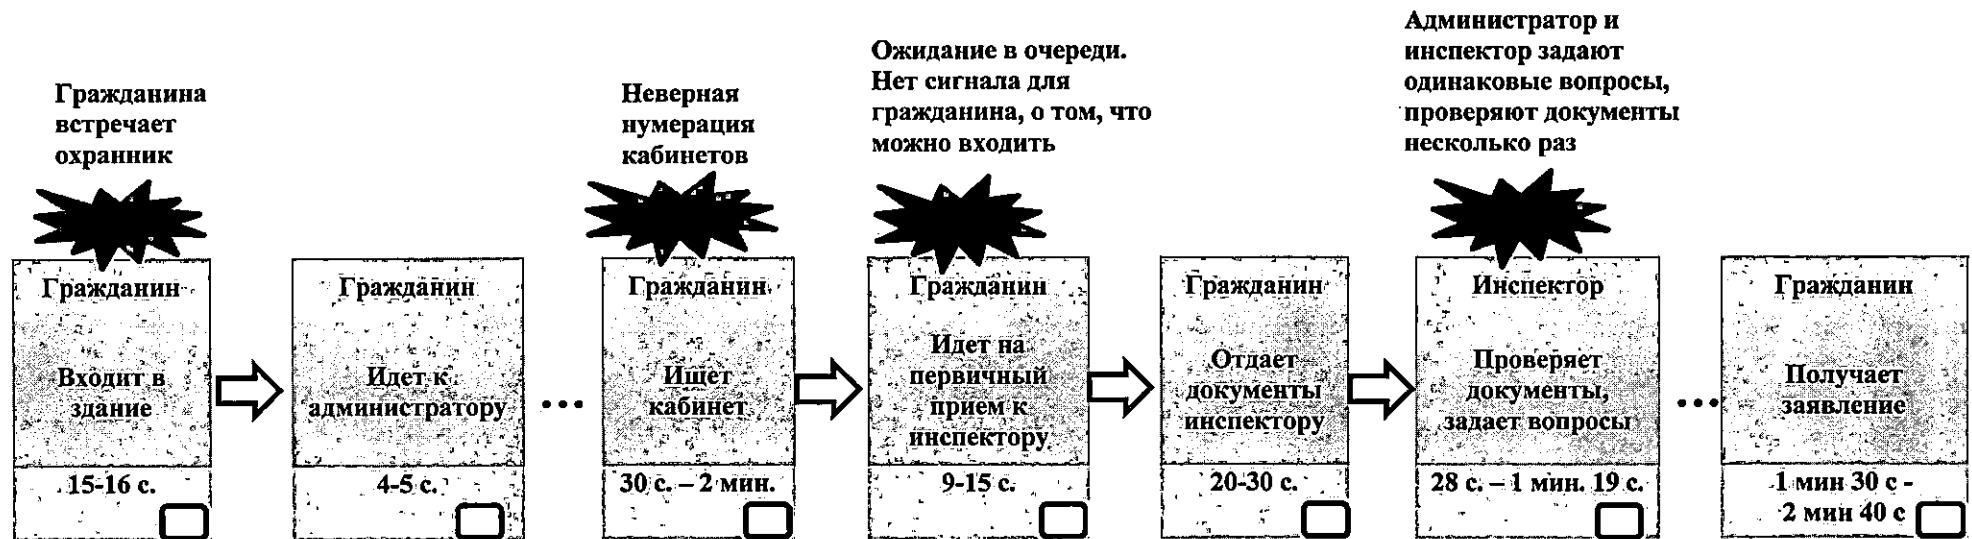 Гражданина
встречает
охранник
Неверная
нумерация
кабинетов
Ожидание в очереди.
Нет сигнала для
гражданина, о том, что
можно входить
Администратор и
инспектор задают
одинаковые вопросы,
проверяют документы
несколько раз
Гражданин
Входит в
здание
15-16 с.
Гражданин
Идет к
администратору
4-5 с.
...
Гражданин
Ищет
кабинет
30 с. – 2 мин.
Гражданин
Идет на
первичный
прием к
инспектору
9-15 с.
Гражданин
Отдает
документы
инспектору
20-30 с.
Инспектор
Проверяет
документы,
задает вопросы
28 с. – 1 мин. 19 с.
...
Гражданин
Получает
заявление
1 мин 30 с -
2 мин 40 с